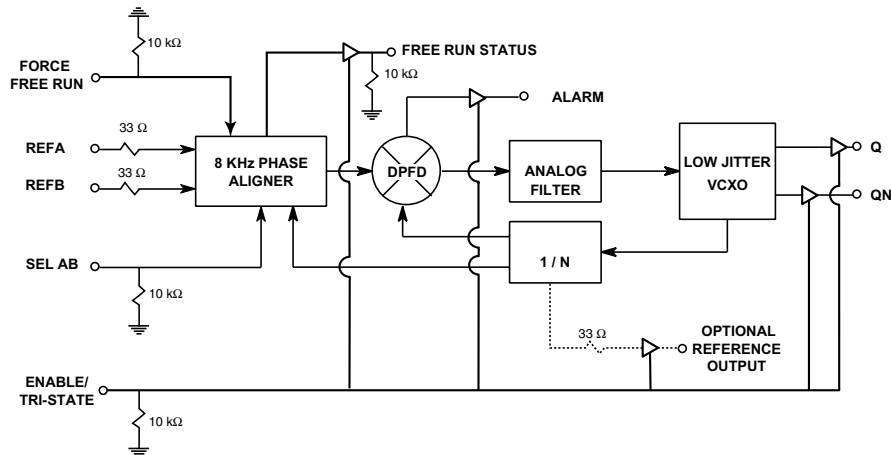 10 kΩ
FORCE
FREE RUN
FREE RUN STATUS
10 kΩ
ALARM
33 Ω
REFA
33 Ω
REFB
8 KHz PHASE
ALIGNER
DPFD
ANALOG
FILTER
LOW JITTER
VCXO
Q
QN
SEL AB
10 kΩ
1 / N
33 Ω
OPTIONAL
REFERENCE
OUTPUT
ENABLE/
TRI-STATE
10 kΩ